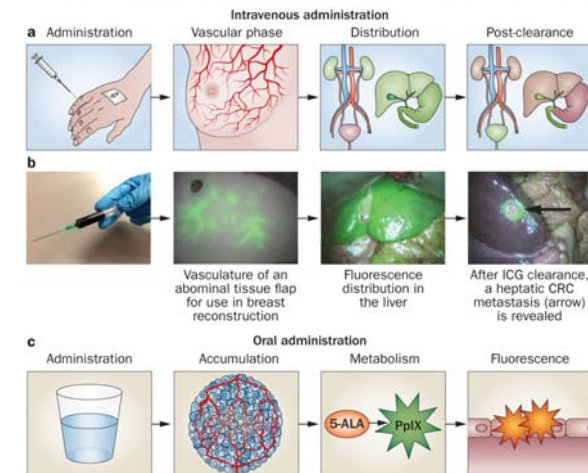 Intravenous administration
a Administration Vascular phase Distribution Post-clearance
b
Vasculature of an
abdominal tissue flap
for use in breast
reconstruction
Fluorescence
distribution in
the liver
After ICG clearance,
a heptatic CRC
metastasis (arrow)
is revealed
Oral administration
c Administration Accumulation Metabolism Fluorescence
5-ALA PpIX